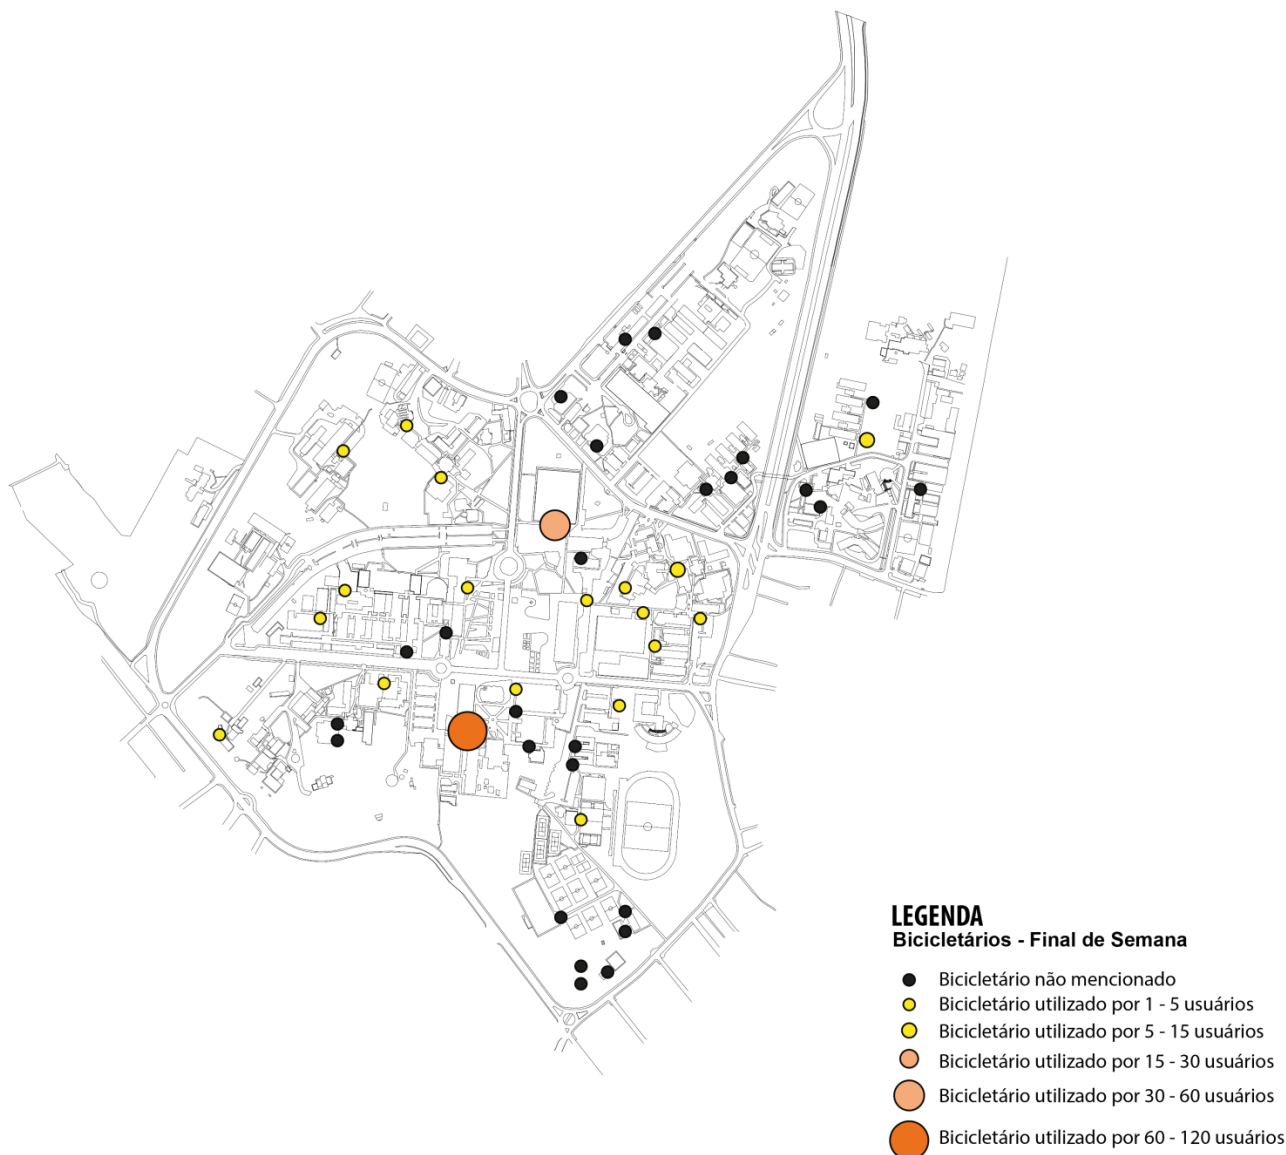 LEGENDA
Bicicletários - Final de Semana
Bicicletário não mencionado
Bicicletário utilizado por 1 - 5 usuários
Bicicletário utilizado por 5 - 15 usuários
Bicicletário utilizado por 15 - 30 usuários
Bicicletário utilizado por 30 - 60 usuários
Bicicletário utilizado por 60 - 120 usuários